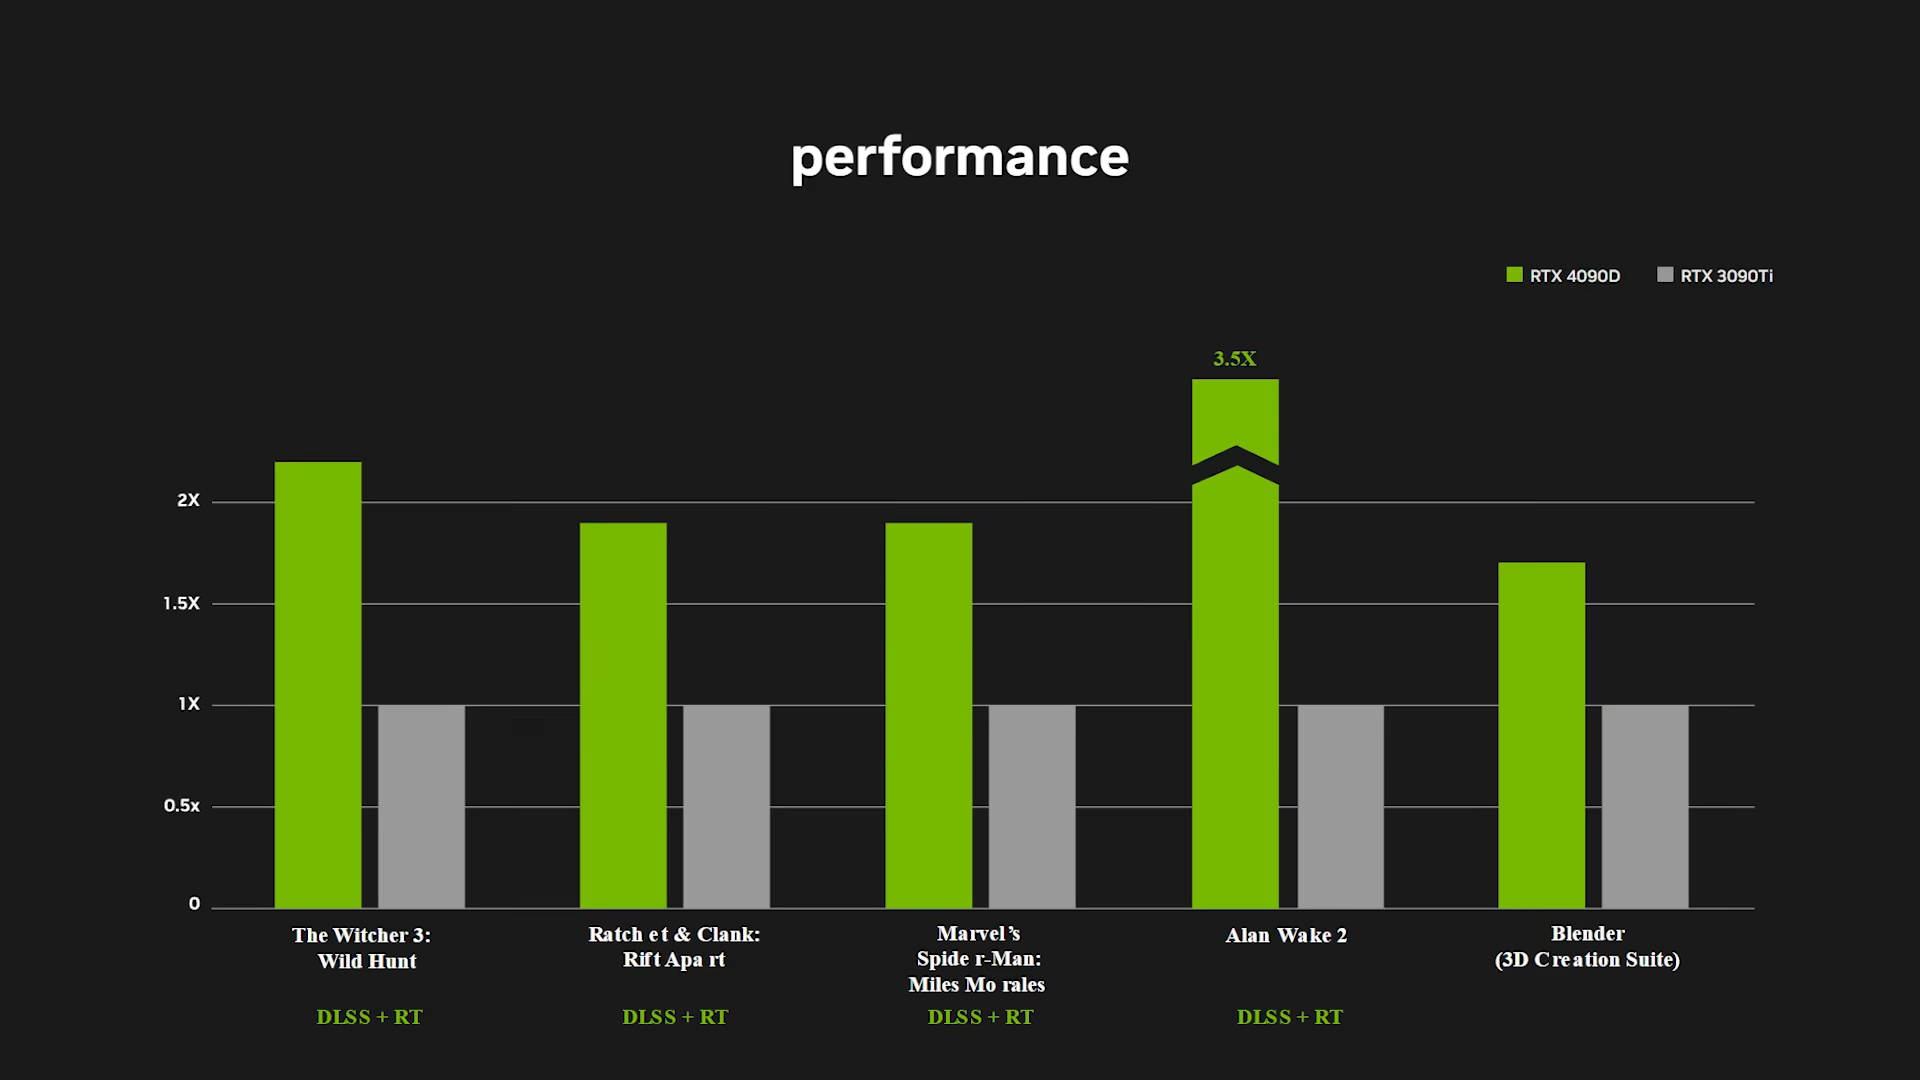 performance
RTX 4090D
RTX 3090Ti
3.5X
2X
1.5X
1X
0.5x
0
The Witcher 3:
Wild Hunt
DLSS + RT
Ratch et & Clank:
Rift Apa rt
DLSS + RT
Marvel’s
Spide r-Man:
Miles Mo rales
DLSS + RT
Alan Wake 2
DLSS + RT
Blender
(3D Creation Suite)